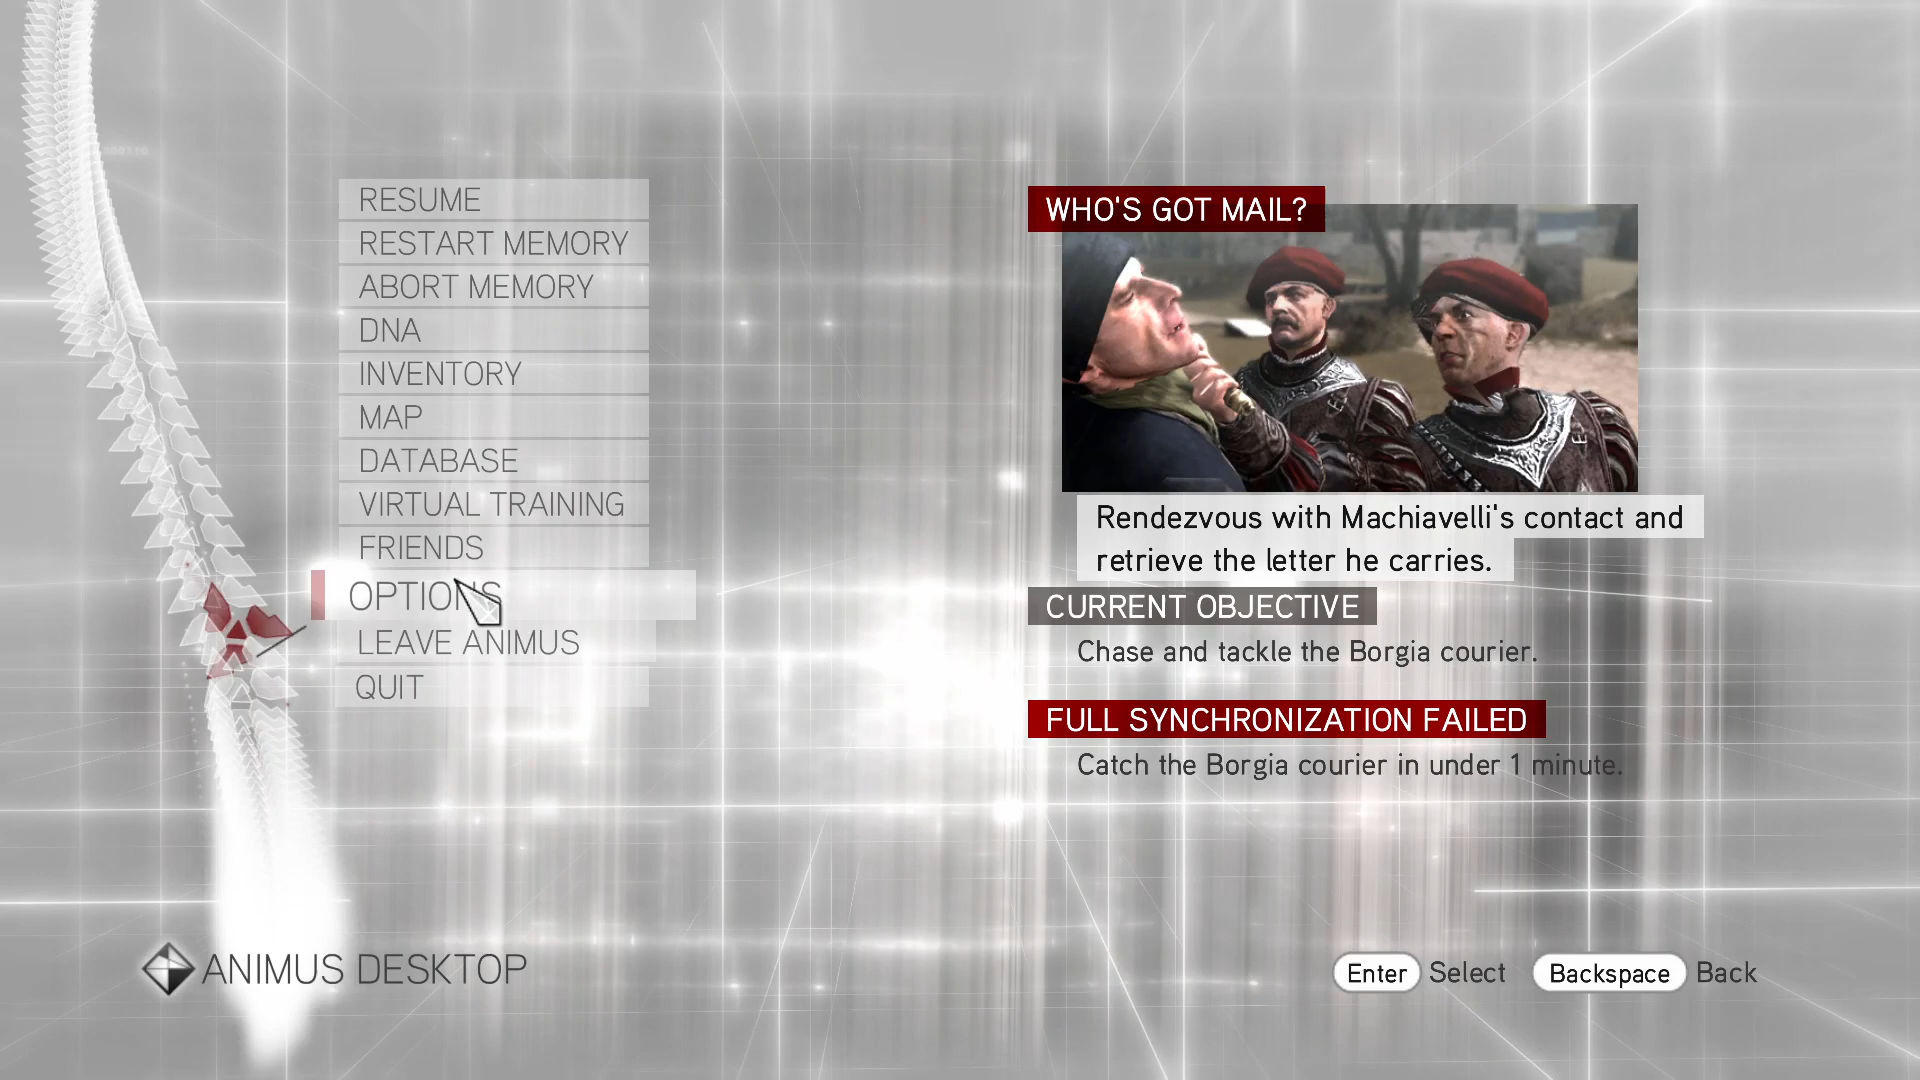 RESUME
RESTART MEMORY
ABORT MEMORY
DNA
INVENTORY
MAP
DATABASE
VIRTUAL TRAINING
FRIENDS
OPTIONS
LEAVE ANIMUS
QUIT
WHO'S GOT MAIL?
Rendezvous with Machiavelli's contact and
retrieve the letter he carries.
CURRENT OBJECTIVE
Chase and tackle the Borgia courier.
FULL SYNCHRONIZATION FAILED
Catch the Borgia courier in under 1 minute.
ANIMUS DESKTOP
Enter Select Backspace Back